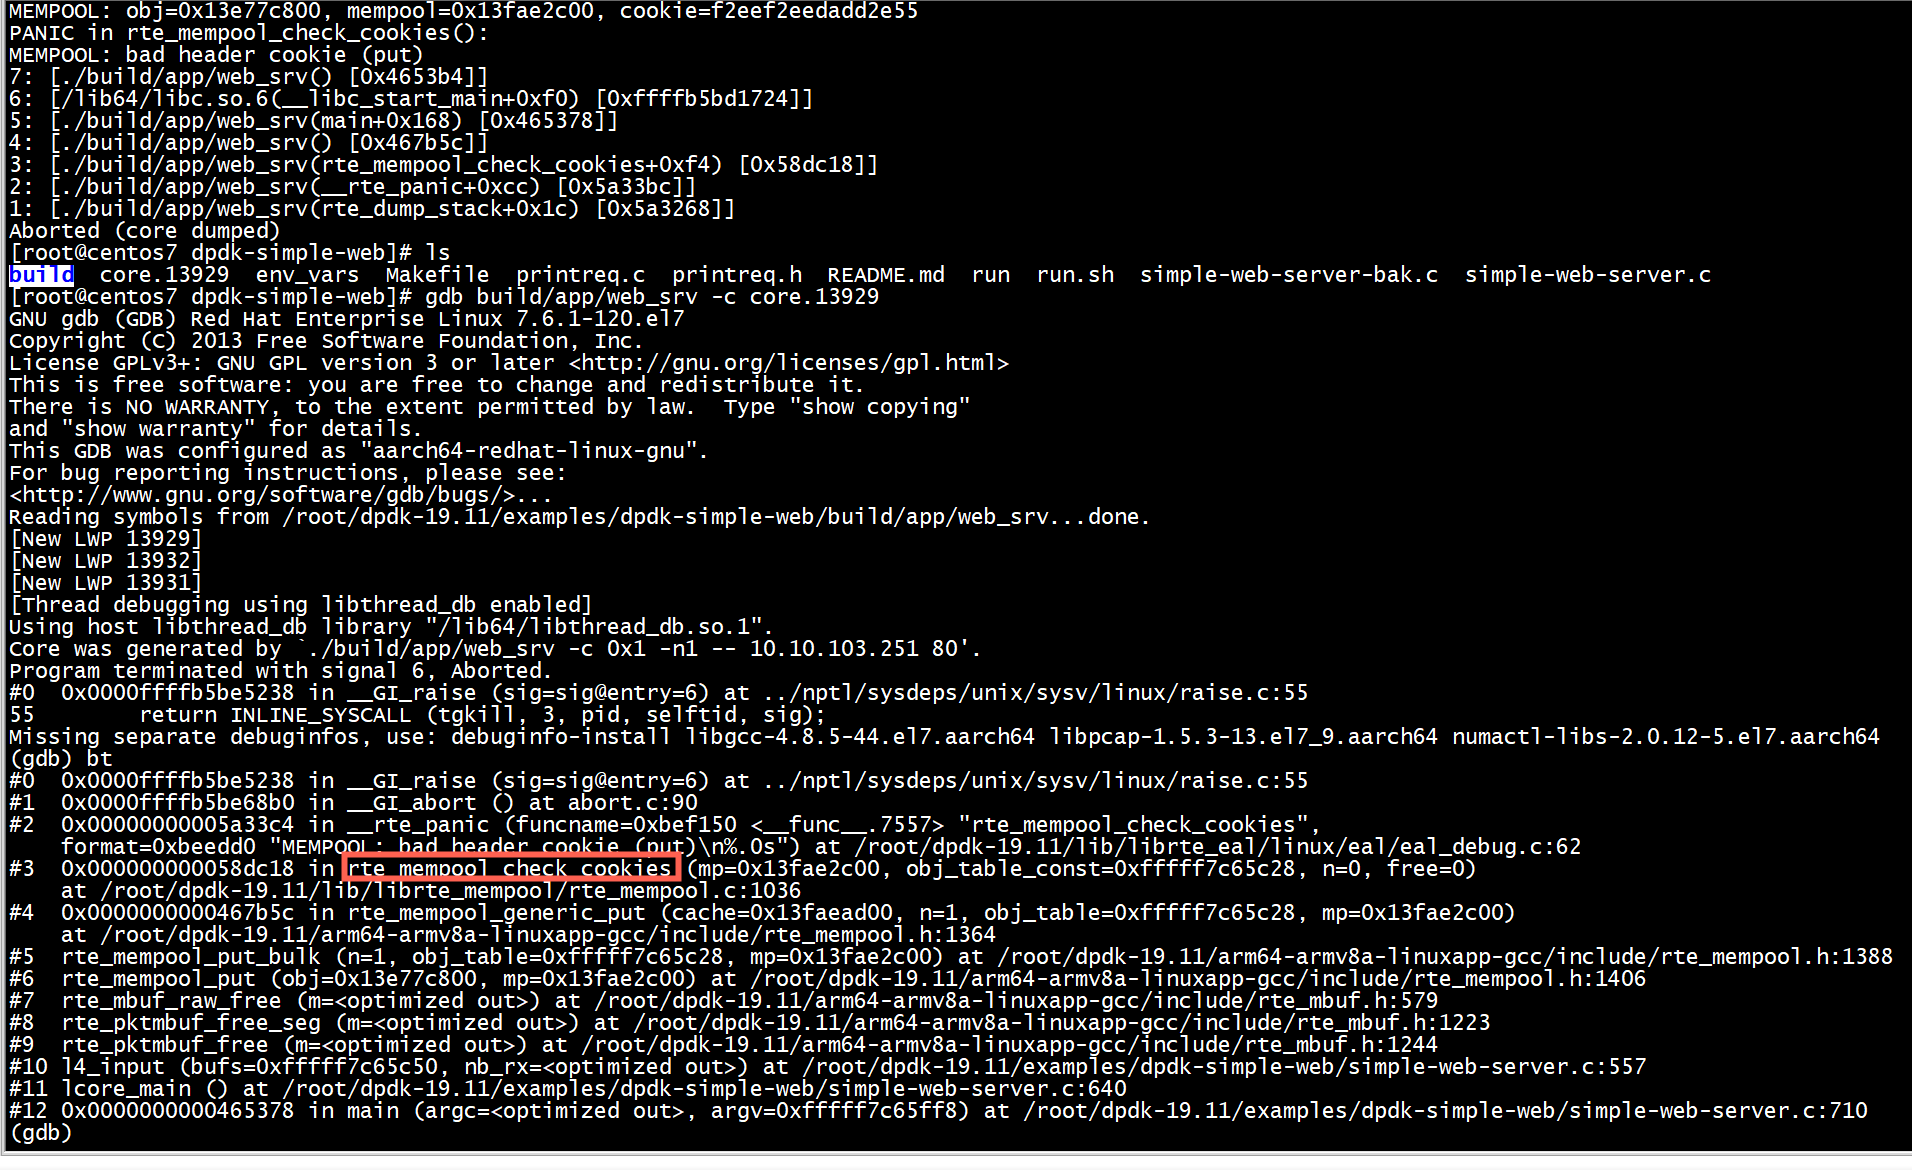 MEMPOOL: obj=0x13e77c800, mempool=0x13fae2c00, cookie=f2eef2eedadd2e55
PANIC in rte_mempool_check_cookies():
MEMPOOL: bad header cookie (put)
7: [./build/app/web_srv() [0x4653b4]]
6: [/lib64/libc.so.6(__libc_start_main+0xf0) [0xffffb5bd1724]]
5: [./build/app/web_srv(main+0x168) [0x465378]]
4: [./build/app/web_srv() [0x467b5c]]
3: [./build/app/web_srv(rte_mempool_check_cookies+0xf4) [0x58dc18]]
2: [./build/app/web_srv(__rte_panic+0xcc) [0x5a33bc]]
1: [./build/app/web_srv(rte_dump_stack+0x1c) [0x5a3268]]
Aborted (core dumped)
[root@centos7 dpdk-simple-web]# ls
build  core.13929  env_vars  Makefile  printreq.c  printreq.h  README.md  run  run.sh  simple-web-server-bak.c  simple-web-server.c
[root@centos7 dpdk-simple-web]# gdb build/app/web_srv -c core.13929
GNU gdb (GDB) Red Hat Enterprise Linux 7.6.1-120.el7
Copyright (C) 2013 Free Software Foundation, Inc.
License GPLv3+: GNU GPL version 3 or later <http://gnu.org/licenses/gpl.html>
This is free software: you are free to change and redistribute it.
There is NO WARRANTY, to the extent permitted by law.  Type "show copying"
and "show warranty" for details.
This GDB was configured as "aarch64-redhat-linux-gnu".
For bug reporting instructions, please see:
<http://www.gnu.org/software/gdb/bugs/>...
Reading symbols from /root/dpdk-19.11/examples/dpdk-simple-web/build/app/web_srv...done.
[New LWP 13929]
[New LWP 13932]
[New LWP 13931]
[Thread debugging using libthread_db enabled]
Using host libthread_db library "/lib64/libthread_db.so.1".
Core was generated by `./build/app/web_srv -c 0x1 -n1 -- 10.10.103.251 80'.
Program terminated with signal 6, Aborted.
#0  0x0000ffffb5be5238 in __GI_raise (sig=sig@entry=6) at ../nptl/sysdeps/unix/sysv/linux/raise.c:55
55        return INLINE_SYSCALL (tgkill, 3, pid, selftid, sig);
Missing separate debuginfos, use: debuginfo-install libgcc-4.8.5-44.el7.aarch64 libpcap-1.5.3-13.el7_9.aarch64 numactl-libs-2.0.12-5.el7.aarch64
(gdb) bt
#0  0x0000ffffb5be5238 in __GI_raise (sig=sig@entry=6) at ../nptl/sysdeps/unix/sysv/linux/raise.c:55
#1  0x0000ffffb5be68b0 in __GI_abort () at abort.c:90
#2  0x00000000005a33c4 in __rte_panic (funcname=0xbef150 <__func__.7557> "rte_mempool_check_cookies",
    format=0xbeedd0 "MEMPOOL: bad header cookie (put)\n%.0s") at /root/dpdk-19.11/lib/librte_eal/linux/eal/eal_debug.c:62
#3  0x000000000058dc18 in rte_mempool_check_cookies (mp=0x13fae2c00, obj_table_const=0xfffff7c65c28, n=0, free=0)
    at /root/dpdk-19.11/lib/librte_mempool/rte_mempool.c:1036
#4  0x0000000000467b5c in rte_mempool_generic_put (cache=0x13faead00, n=1, obj_table=0xfffff7c65c28, mp=0x13fae2c00)
    at /root/dpdk-19.11/arm64-armv8a-linuxapp-gcc/include/rte_mempool.h:1364
#5  rte_mempool_put_bulk (n=1, obj_table=0xfffff7c65c28, mp=0x13fae2c00) at /root/dpdk-19.11/arm64-armv8a-linuxapp-gcc/include/rte_mempool.h:1388
#6  rte_mempool_put (obj=0x13e77c800, mp=0x13fae2c00) at /root/dpdk-19.11/arm64-armv8a-linuxapp-gcc/include/rte_mempool.h:1406
#7  rte_mbuf_raw_free (m=<optimized out>) at /root/dpdk-19.11/arm64-armv8a-linuxapp-gcc/include/rte_mbuf.h:579
#8  rte_pktmbuf_free_seg (m=<optimized out>) at /root/dpdk-19.11/arm64-armv8a-linuxapp-gcc/include/rte_mbuf.h:1223
#9  rte_pktmbuf_free (m=<optimized out>) at /root/dpdk-19.11/arm64-armv8a-linuxapp-gcc/include/rte_mbuf.h:1244
#10 l4_input (bufs=0xfffff7c65c50, nb_rx=<optimized out>) at /root/dpdk-19.11/examples/dpdk-simple-web/simple-web-server.c:557
#11 lcore_main () at /root/dpdk-19.11/examples/dpdk-simple-web/simple-web-server.c:640
#12 0x0000000000465378 in main (argc=<optimized out>, argv=0xfffff7c65ff8) at /root/dpdk-19.11/examples/dpdk-simple-web/simple-web-server.c:710
(gdb)